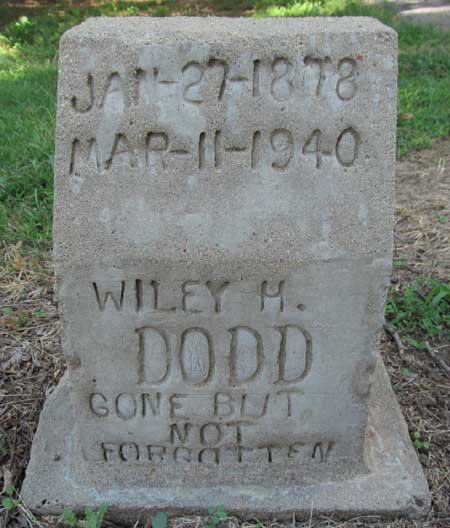 JAN-27-1878
MAR-11-1940
WILEY H.
DODD
GONE BUT
NOT
FORGOTTEN